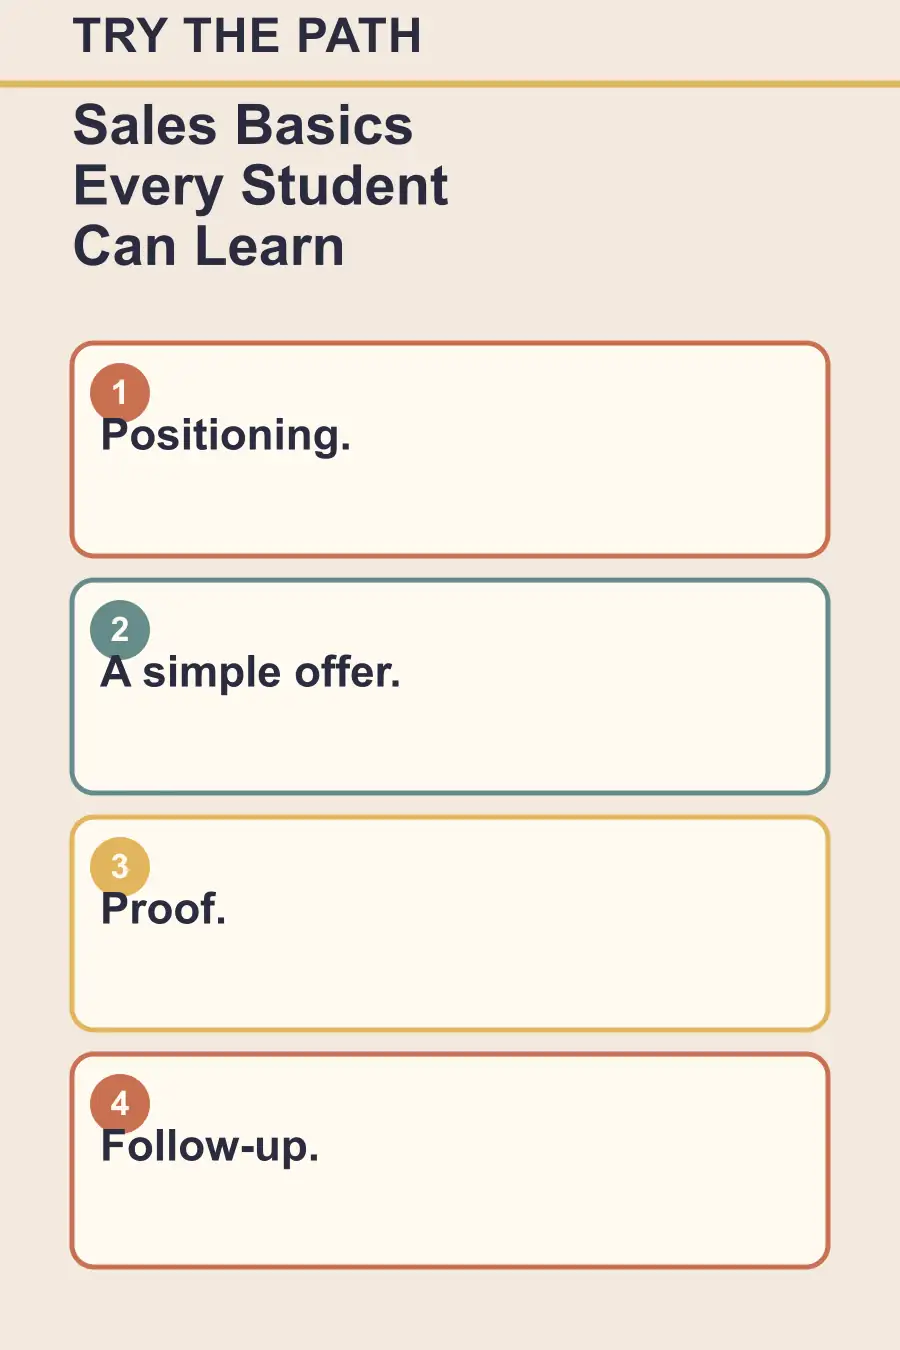 TRY THE PATH
Sales Basics
Every Student
Can Learn
1
Positioning.
2
A simple offer.
3
Proof.
4
Follow-up.